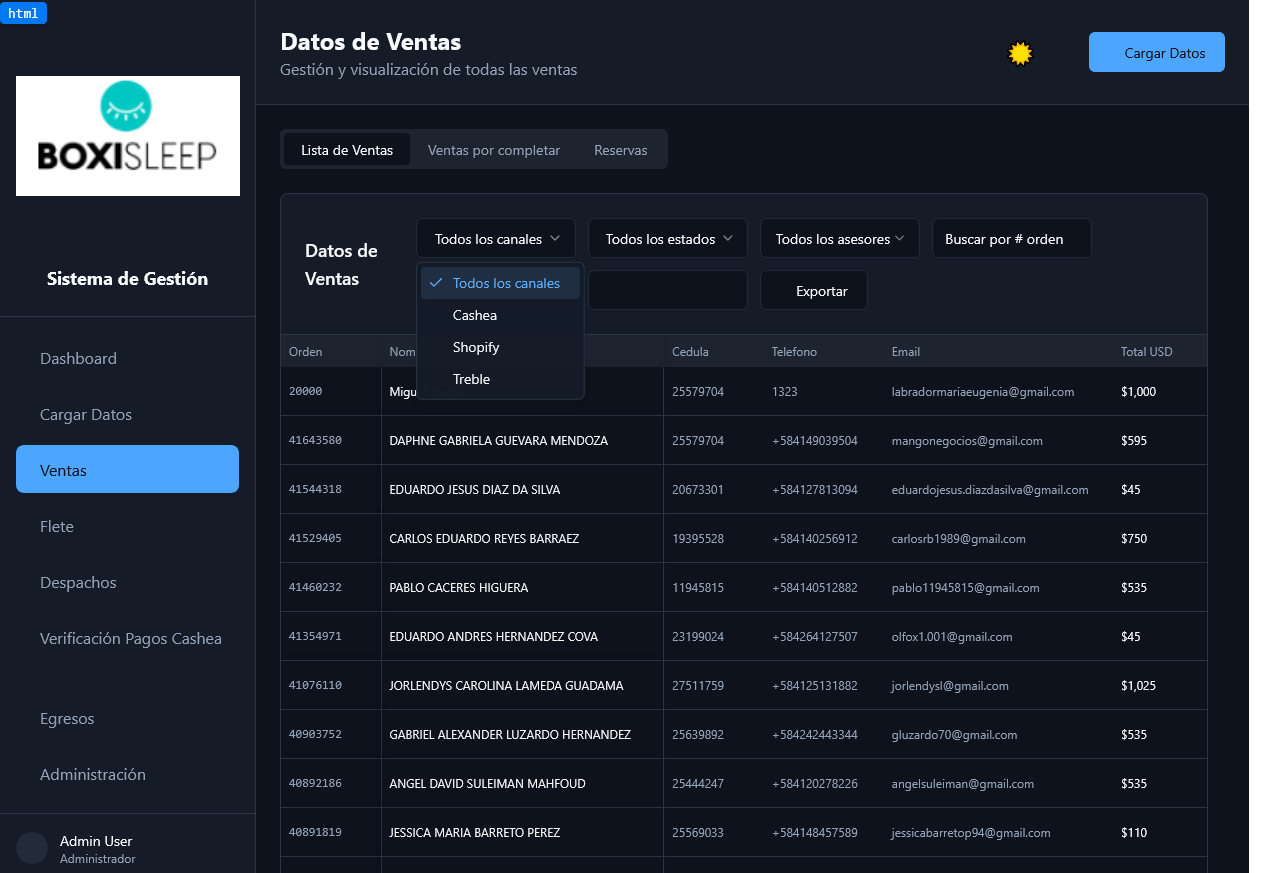 html
BOXISLEEP
Sistema de Gestión
Dashboard
Cargar Datos
Ventas
Flete
Despachos
Verificación Pagos Cashea
Egresos
Administración
Admin User
Administrador
Datos de Ventas
Gestión y visualización de todas las ventas
Cargar Datos
Lista de Ventas Ventas por completar Reservas
Datos de
Ventas
Todos los canales Todos los estados Todos los asesores Buscar por # orden
Exportar
Todos los canales
Cashea
Shopify
Treble
Orden Nom Cedula Telefono Email Total USD
20000 Migu 25579704 1323 labradormariaeugenia@gmail.com $1,000
41643580 DAPHNE GABRIELA GUEVARA MENDOZA 25579704 +584149039504 mangonegocios@gmail.com $595
41544318 EDUARDO JESUS DIAZ DA SILVA 20673301 +584127813094 eduardojesus.diazdasilva@gmail.com $45
41529405 CARLOS EDUARDO REYES BARRAEZ 19395528 +584140256912 carlosrb1989@gmail.com $750
41460232 PABLO CACERES HIGUERA 11945815 +584140512882 pablo11945815@gmail.com $535
41354971 EDUARDO ANDRES HERNANDEZ COVA 23199024 +584264127507 olfox1.001@gmail.com $45
41076110 JORLENDYS CAROLINA LAMEDA GUADAMA 27511759 +584125131882 jorlendysl@gmail.com $1,025
40903752 GABRIEL ALEXANDER LUZARDO HERNANDEZ 25639892 +584242443344 gluzardo70@gmail.com $535
40892186 ANGEL DAVID SULEIMAN MAHFOUD 25444247 +584120278226 angelsuleiman@gmail.com $535
40891819 JESSICA MARIA BARRETO PEREZ 25569033 +584148457589 jessicabarretop94@gmail.com $110